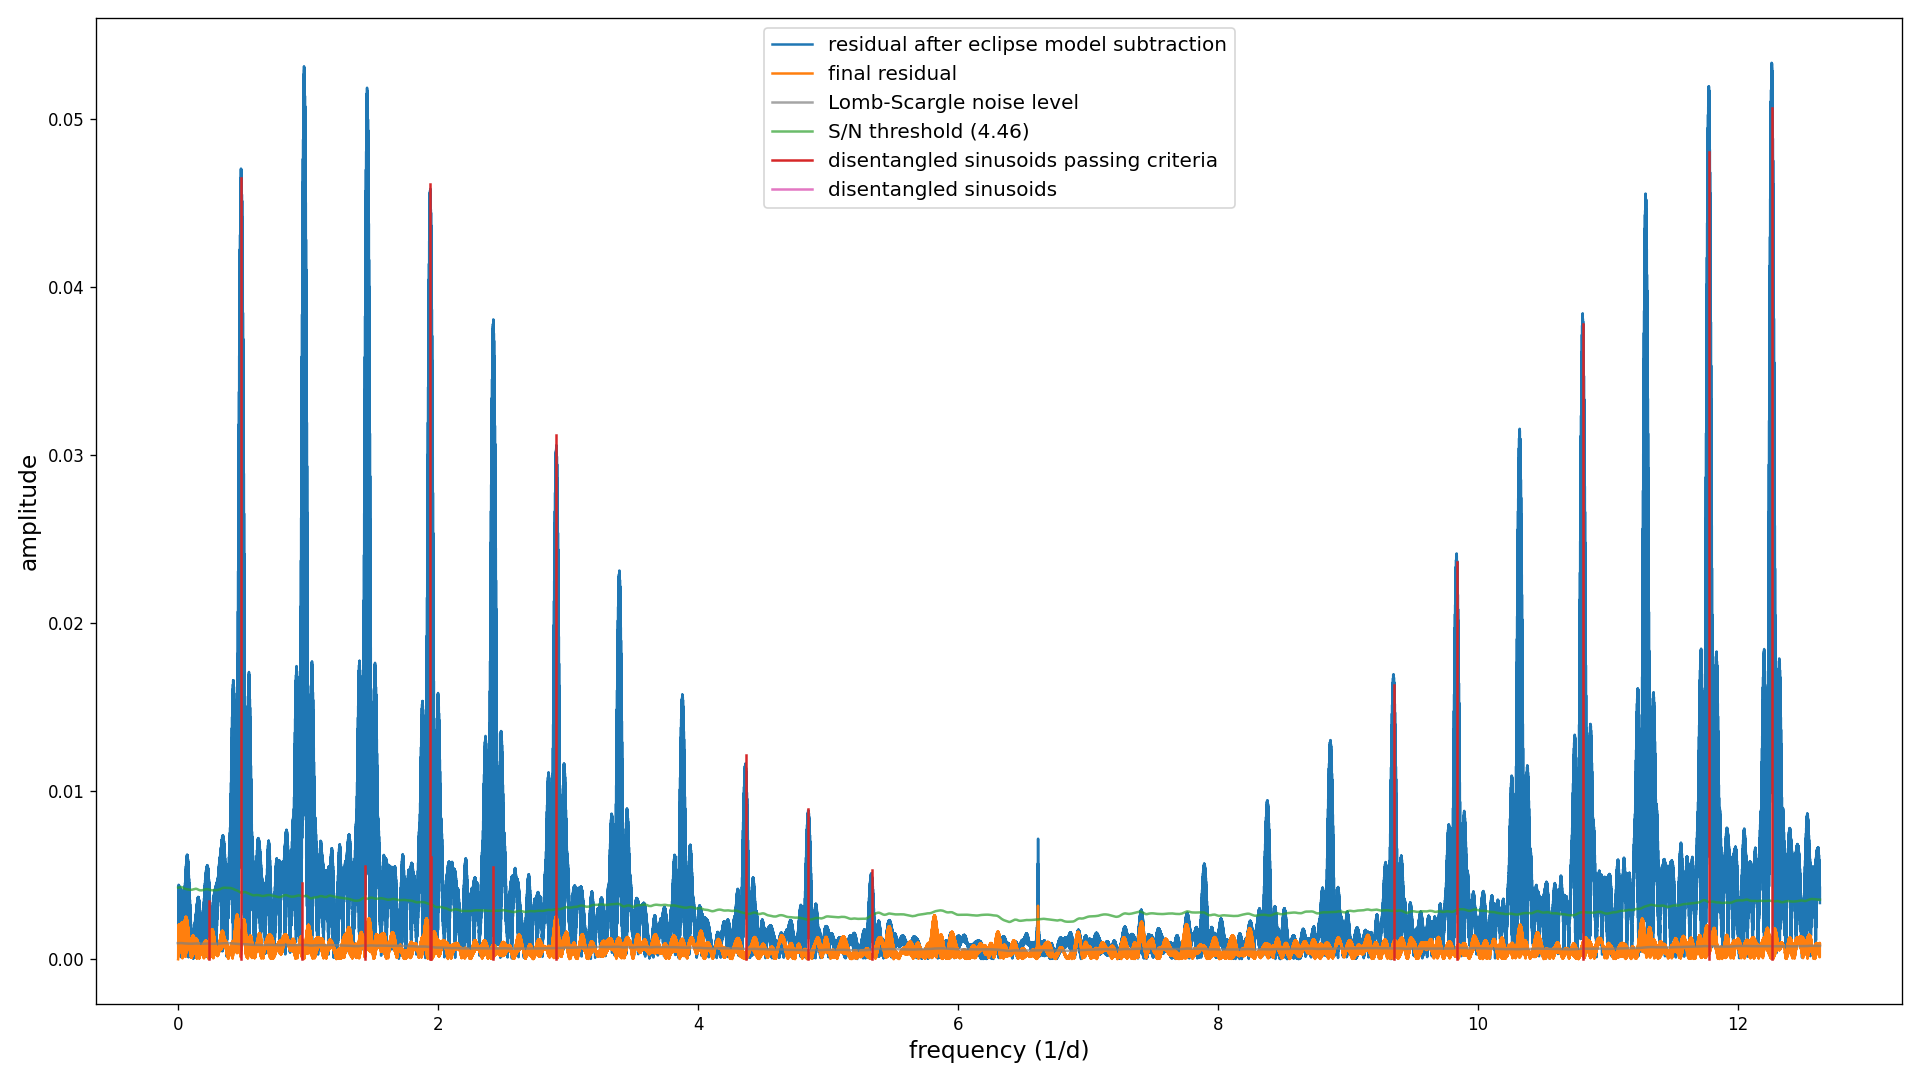 residual after eclipse model subtraction
final residual
Lomb-Scargle noise level
S/N threshold (4.46)
disentangled sinusoids passing criteria
disentangled sinusoids
0.05
0.04
0.03
0.02
0.01
0.00
amplitude
0 2 4 6 8 10 12
frequency (1/d)